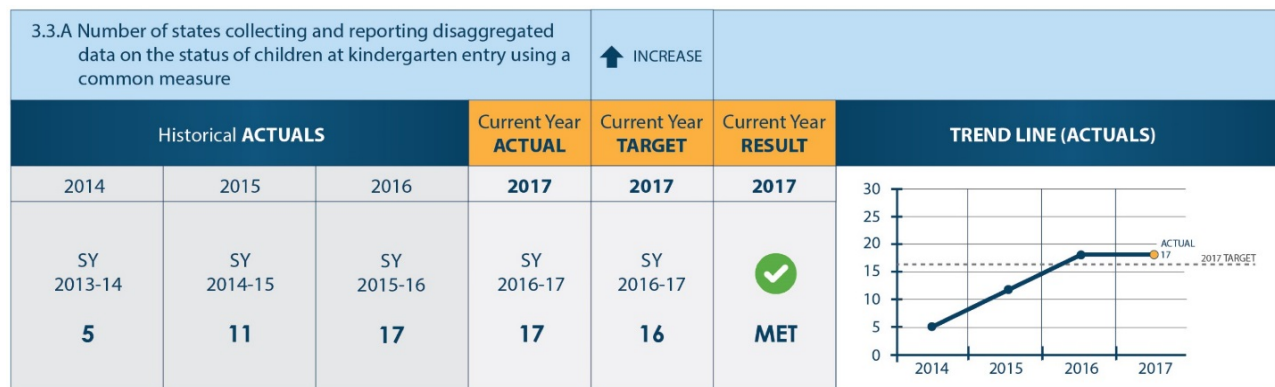 3.3.A Number of states collecting and reporting disaggregated
data on the status of children at kindergarten entry using a
common measure
INCREASE
Historical ACTUALS
Current Year
ACTUAL
Current Year
TARGET
Current Year
RESULT
TREND LINE (ACTUALS)
2014
2015
2016
2017
2017
2017
SY
2013-14
5
SY
2014-15
11
SY
2015-16
17
SY
2016-17
17
SY
2016-17
16
MET
30
25
20
15
10
5
0
ACTUAL
17
2017 TARGET
2014
2015
2016
2017